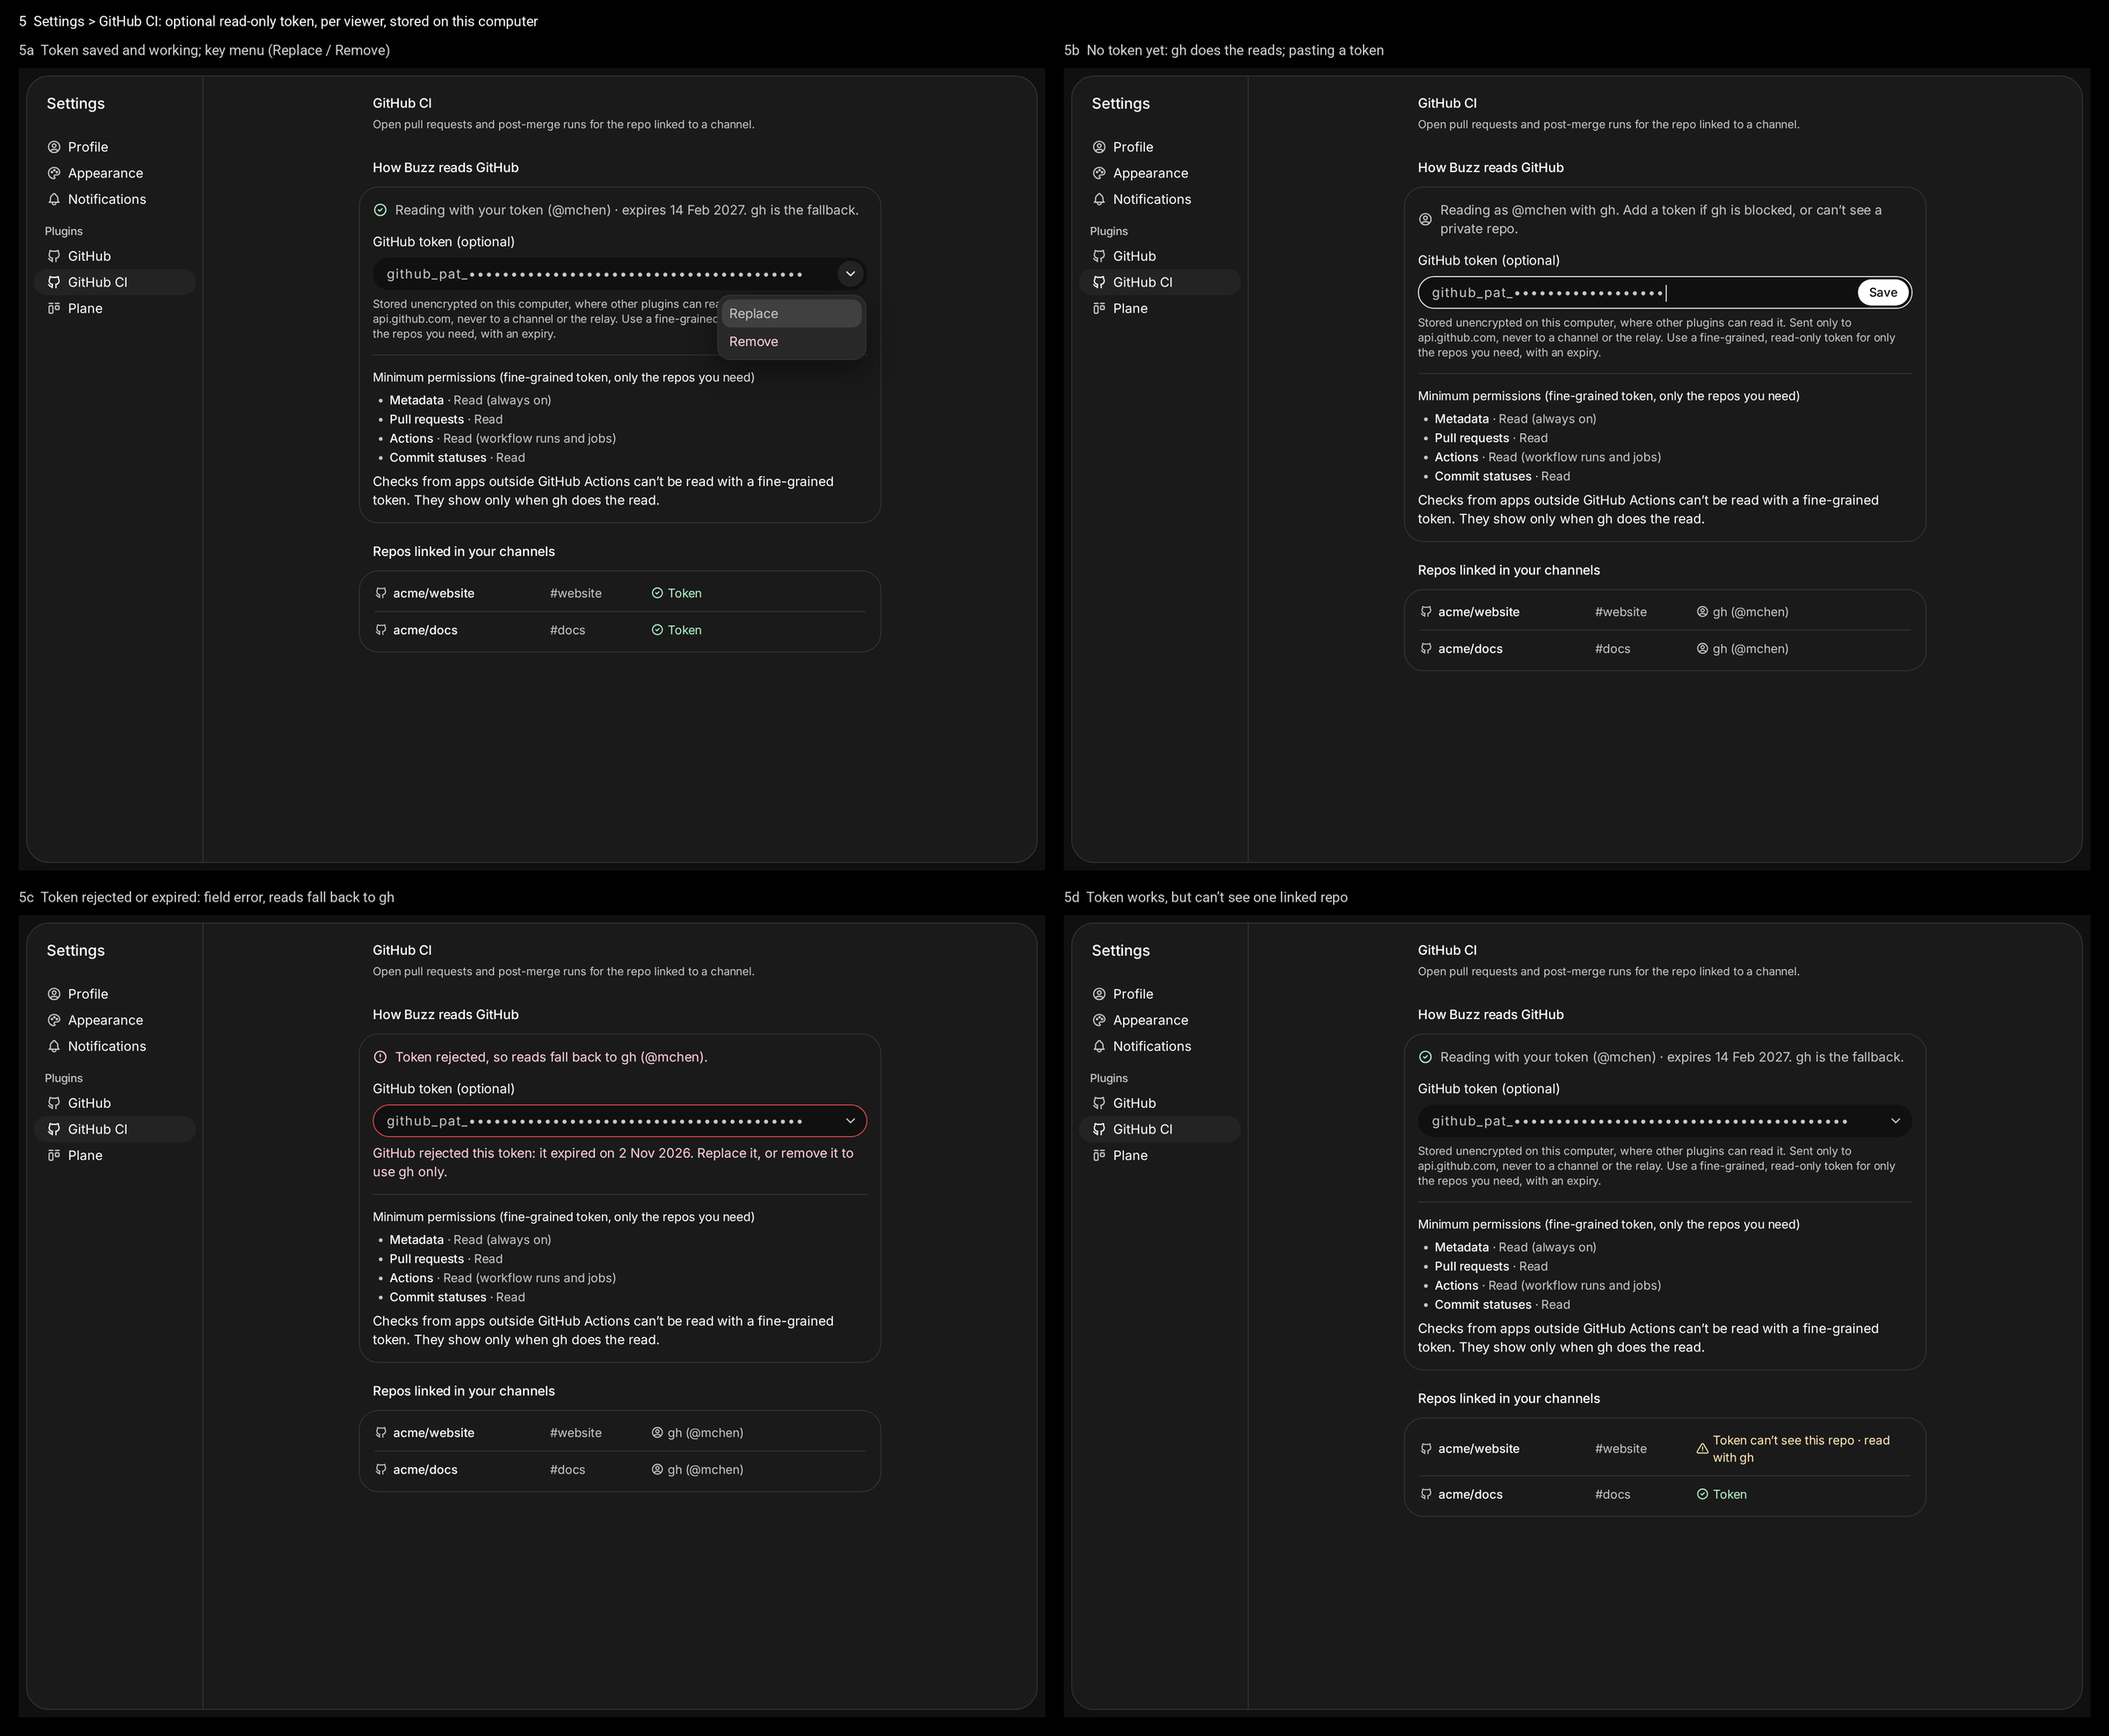 5 Settings > GitHub CI: optional read-only token, per viewer, stored on this computer
5a Token saved and working; key menu (Replace / Remove)
Settings
Profile
Appearance
Notifications
Plugins
GitHub
GitHub CI
Plane
GitHub CI
Open pull requests and post-merge runs for the repo linked to a channel.
How Buzz reads GitHub
Reading with your token (@mchen) · expires 14 Feb 2027. gh is the fallback.
GitHub token (optional)
github_pat_••••••••••••••••••••••••••••••••••••••••
Stored unencrypted on this computer, where other plugins can rea
api.github.com, never to a channel or the relay. Use a fine-grained
the repos you need, with an expiry.
Replace
Remove
Minimum permissions (fine-grained token, only the repos you need)
• Metadata · Read (always on)
• Pull requests · Read
• Actions · Read (workflow runs and jobs)
• Commit statuses · Read
Checks from apps outside GitHub Actions can’t be read with a fine-grained
token. They show only when gh does the read.
Repos linked in your channels
acme/website #website Token
acme/docs #docs Token
5b No token yet: gh does the reads; pasting a token
Settings
Profile
Appearance
Notifications
Plugins
GitHub
GitHub CI
Plane
GitHub CI
Open pull requests and post-merge runs for the repo linked to a channel.
How Buzz reads GitHub
Reading as @mchen with gh. Add a token if gh is blocked, or can’t see a
private repo.
GitHub token (optional)
github_pat_•••••••••••••••••• Save
Stored unencrypted on this computer, where other plugins can read it. Sent only to
api.github.com, never to a channel or the relay. Use a fine-grained, read-only token for only
the repos you need, with an expiry.
Minimum permissions (fine-grained token, only the repos you need)
• Metadata · Read (always on)
• Pull requests · Read
• Actions · Read (workflow runs and jobs)
• Commit statuses · Read
Checks from apps outside GitHub Actions can’t be read with a fine-grained
token. They show only when gh does the read.
Repos linked in your channels
acme/website #website gh (@mchen)
acme/docs #docs gh (@mchen)
5c Token rejected or expired: field error, reads fall back to gh
Settings
Profile
Appearance
Notifications
Plugins
GitHub
GitHub CI
Plane
GitHub CI
Open pull requests and post-merge runs for the repo linked to a channel.
How Buzz reads GitHub
Token rejected, so reads fall back to gh (@mchen).
GitHub token (optional)
github_pat_••••••••••••••••••••••••••••••••••••••••
GitHub rejected this token: it expired on 2 Nov 2026. Replace it, or remove it to
use gh only.
Minimum permissions (fine-grained token, only the repos you need)
• Metadata · Read (always on)
• Pull requests · Read
• Actions · Read (workflow runs and jobs)
• Commit statuses · Read
Checks from apps outside GitHub Actions can’t be read with a fine-grained
token. They show only when gh does the read.
Repos linked in your channels
acme/website #website gh (@mchen)
acme/docs #docs gh (@mchen)
5d Token works, but can’t see one linked repo
Settings
Profile
Appearance
Notifications
Plugins
GitHub
GitHub CI
Plane
GitHub CI
Open pull requests and post-merge runs for the repo linked to a channel.
How Buzz reads GitHub
Reading with your token (@mchen) · expires 14 Feb 2027. gh is the fallback.
GitHub token (optional)
github_pat_••••••••••••••••••••••••••••••••••••••••
Stored unencrypted on this computer, where other plugins can read it. Sent only to
api.github.com, never to a channel or the relay. Use a fine-grained, read-only token for only
the repos you need, with an expiry.
Minimum permissions (fine-grained token, only the repos you need)
• Metadata · Read (always on)
• Pull requests · Read
• Actions · Read (workflow runs and jobs)
• Commit statuses · Read
Checks from apps outside GitHub Actions can’t be read with a fine-grained
token. They show only when gh does the read.
Repos linked in your channels
acme/website #website Token can’t see this repo · read
with gh
acme/docs #docs Token